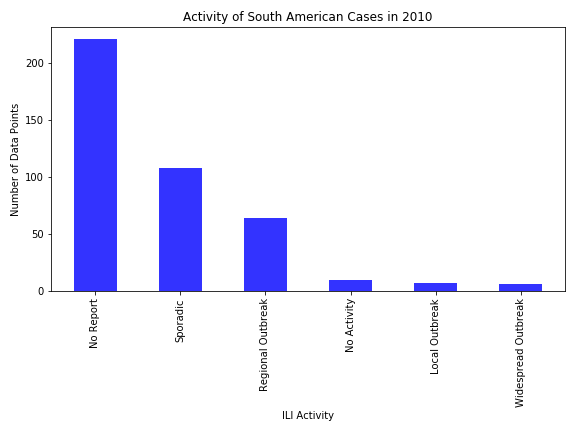 Activity of South American Cases in 2010
Number of Data Points
200
150
100
50
0
No Report
Sporadic
Regional Outbreak
No Activity
Local Outbreak
Widespread Outbreak
ILI Activity